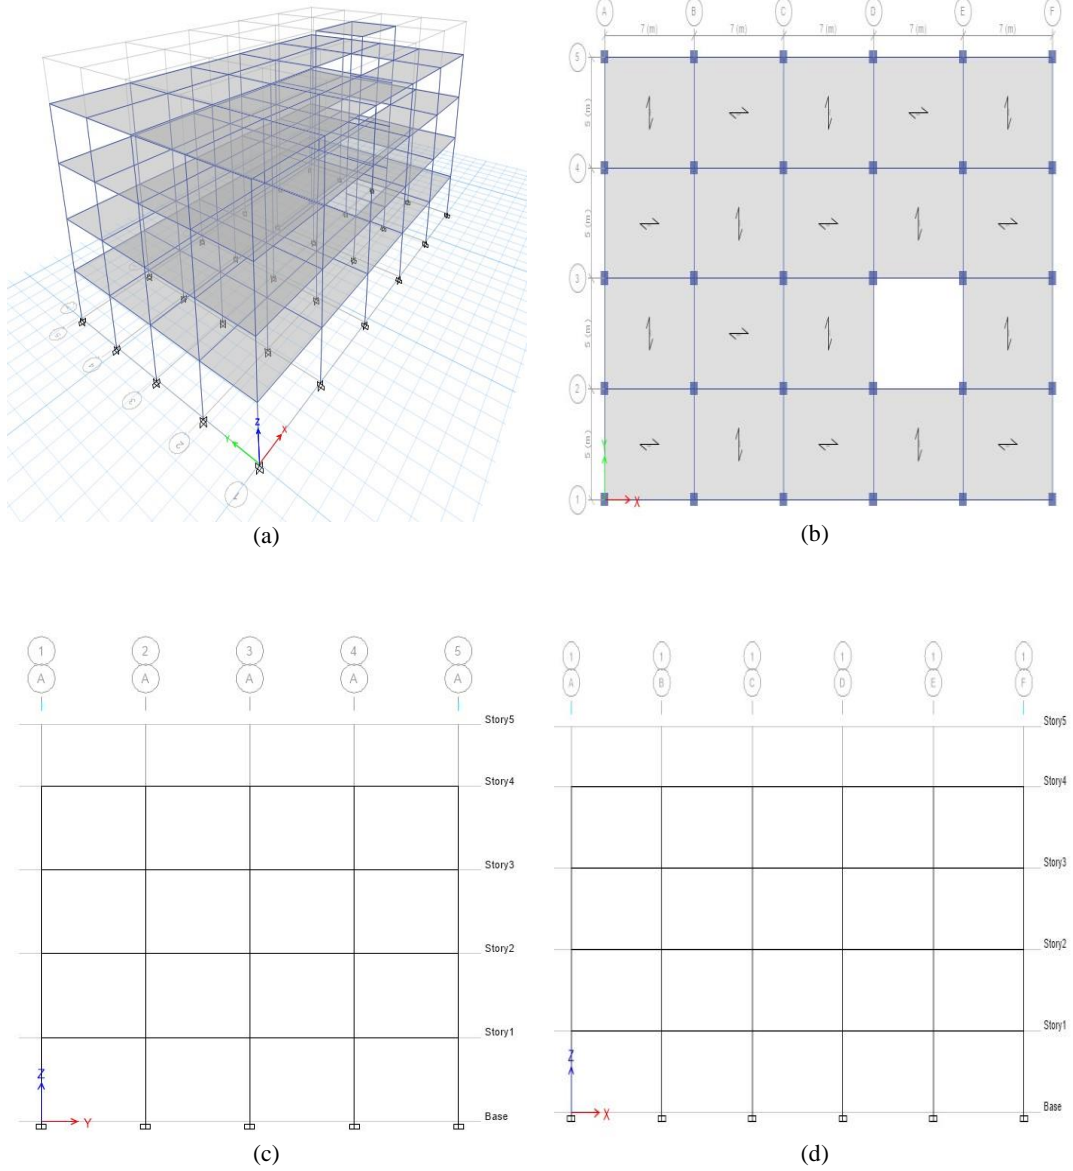 A B C D E F
7 (m) 7 (m) 7 (m) 7 (m) 7 (m)
5
5 (m)
4
5 (m)
3
5 (m)
2
5 (m)
1
Y
X
Z
Y
X
1
(a)
(b)
1 2 3 4 5
A A A A A
Story5
Story4
Story3
Story2
Story1
Z
Base
Y
(c)
1 1 1 1 1 1
A B C D E F
Story5
Story4
Story3
Story2
Story1
Z
Base
X
(d)